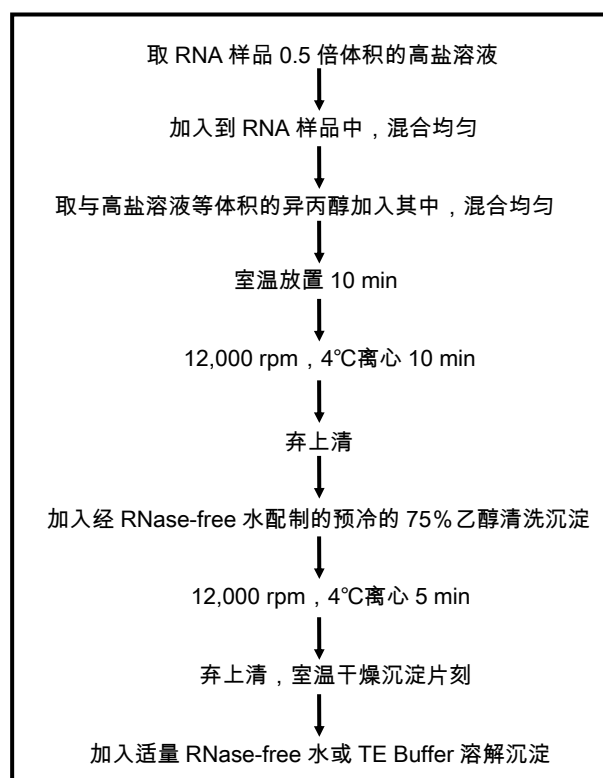 取 RNA 样品 0.5 倍体积的高盐溶液
加入到 RNA 样品中，混合均匀
取与高盐溶液等体积的异丙醇加入其中，混合均匀
室温放置 10 min
12,000 rpm，4℃离心 10 min
弃上清
加入经 RNase-free 水配制的预冷的 75%乙醇清洗沉淀
12,000 rpm，4℃离心 5 min
弃上清，室温干燥沉淀片刻
加入适量 RNase-free 水或 TE Buffer 溶解沉淀